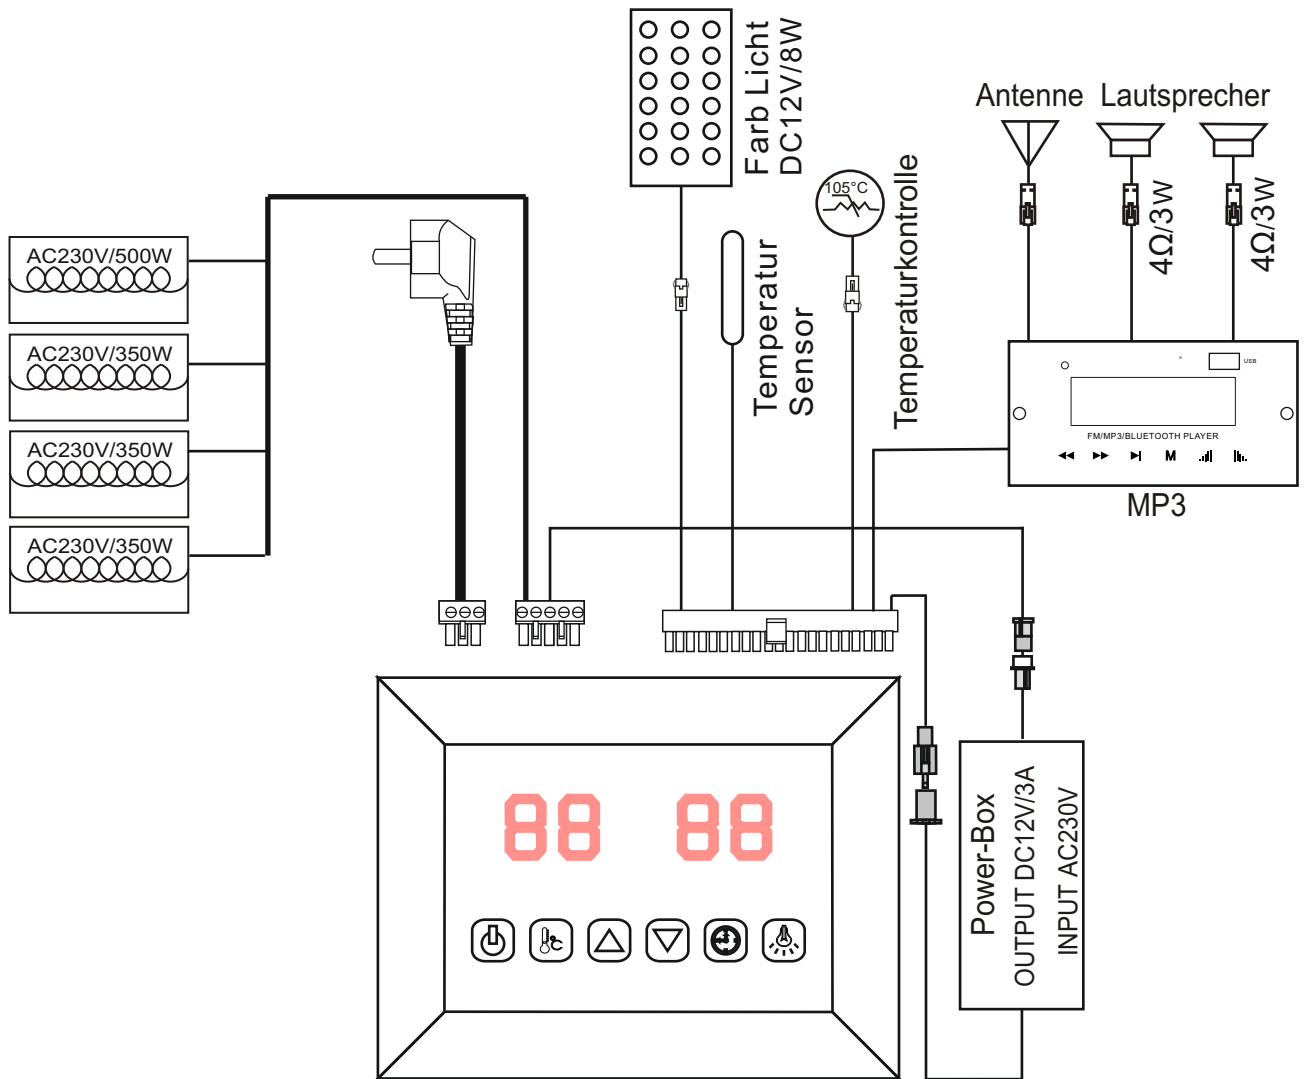 Farb Licht
DC12V/8W
Antenne Lautsprecher
4Ω/3W
4Ω/3W
105°C
Temperaturkontrolle
Temperatur
Sensor
AC230V/500W
AC230V/350W
AC230V/350W
AC230V/350W
USB
FM/MP3/BLUETOOTH PLAYER
M
MP3
88 88
°C
Power-Box
OUTPUT DC12V/3A
INPUT AC230V